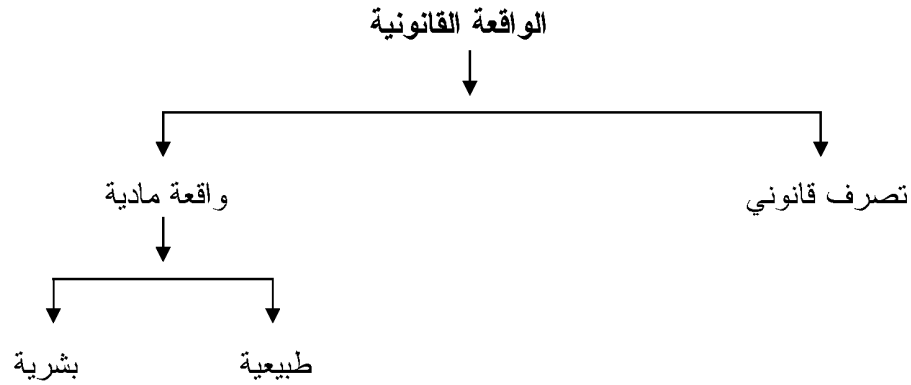 الواقعة القانونية
تصرف قانوني
واقعة مادية
طبيعية
بشرية